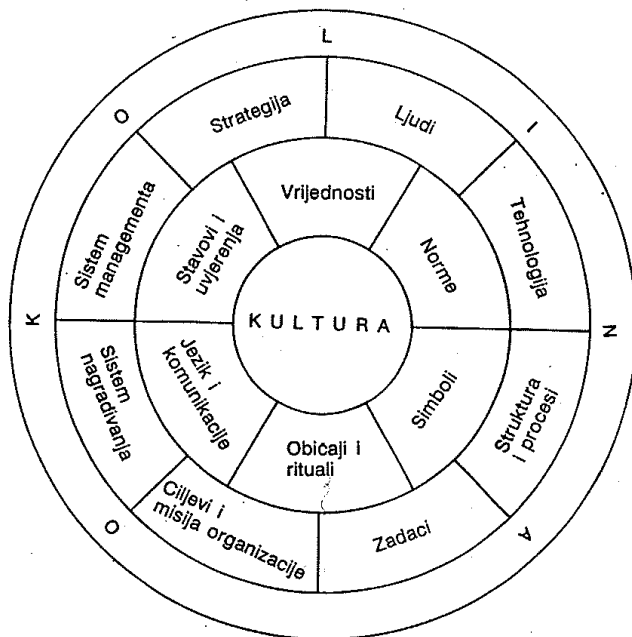 O K O L I N A
Strategija
Ljudi
Tehnologija
Struktura
i procesi
Zadaci
Ciljevi i
misija organizacije
Sistem
nagrađivanja
Sistem
managementa
Vrijednosti
Norme
Simboli
Običaji i
rituali
Jezik i
komunikacije
Stavovi i
uvjerenja
KULTURA